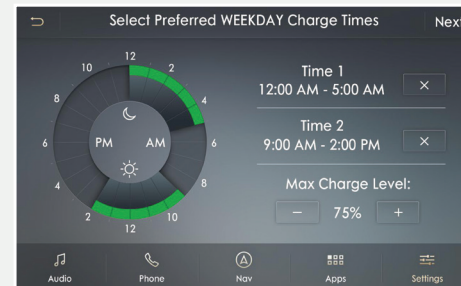 Select Preferred WEEKDAY Charge Times
Next
12
2
4
6
8
10
12
2
4
6
8
10
PM
AM
Time 1
12:00 AM - 5:00 AM
Time 2
9:00 AM - 2:00 PM
Max Charge Level:
75%
Audio
Phone
Nav
Apps
Settings